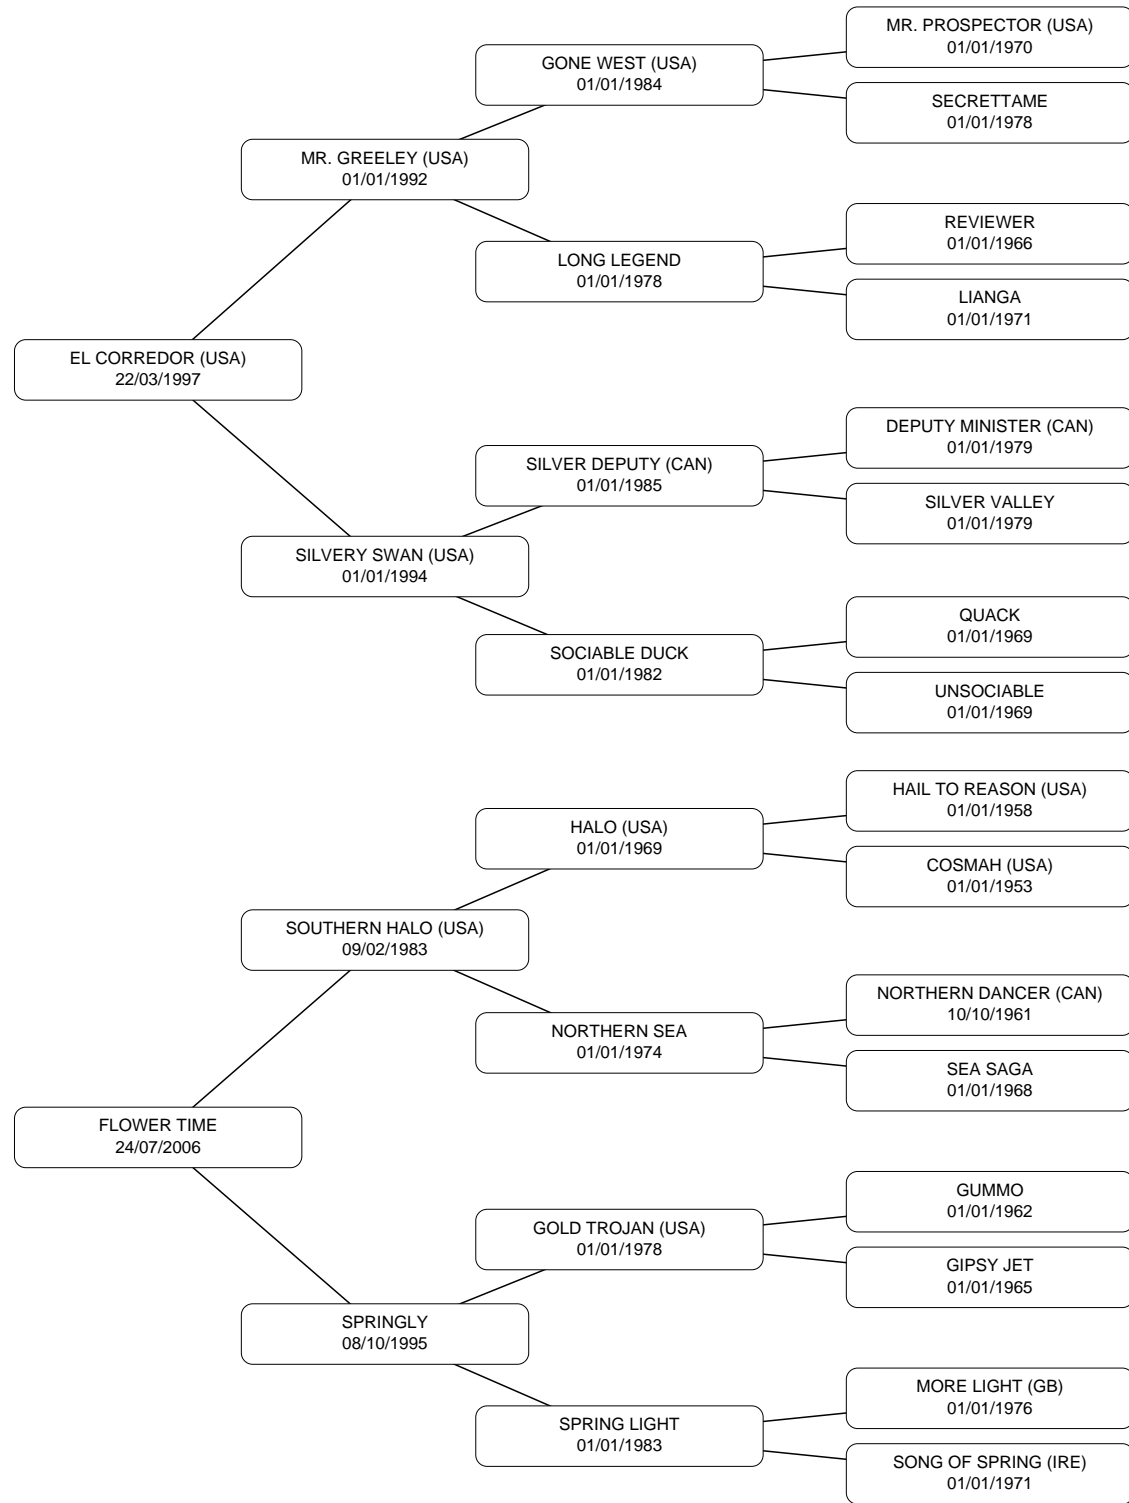 MR. PROSPECTOR (USA)
01/01/1970
GONE WEST (USA)
01/01/1984
SECRETTAME
01/01/1978
MR. GREELEY (USA)
01/01/1992
REVIEWER
01/01/1966
LONG LEGEND
01/01/1978
LIANGA
01/01/1971
EL CORREDOR (USA)
22/03/1997
DEPUTY MINISTER (CAN)
01/01/1979
SILVER DEPUTY (CAN)
01/01/1985
SILVER VALLEY
01/01/1979
SILVERY SWAN (USA)
01/01/1994
QUACK
01/01/1969
SOCIABLE DUCK
01/01/1982
UNSOCIABLE
01/01/1969
HAIL TO REASON (USA)
01/01/1958
HALO (USA)
01/01/1969
COSMAH (USA)
01/01/1953
SOUTHERN HALO (USA)
09/02/1983
NORTHERN DANCER (CAN)
10/10/1961
NORTHERN SEA
01/01/1974
SEA SAGA
01/01/1968
FLOWER TIME
24/07/2006
GUMMO
01/01/1962
GOLD TROJAN (USA)
01/01/1978
GIPSY JET
01/01/1965
SPRINGLY
08/10/1995
MORE LIGHT (GB)
01/01/1976
SPRING LIGHT
01/01/1983
SONG OF SPRING (IRE)
01/01/1971